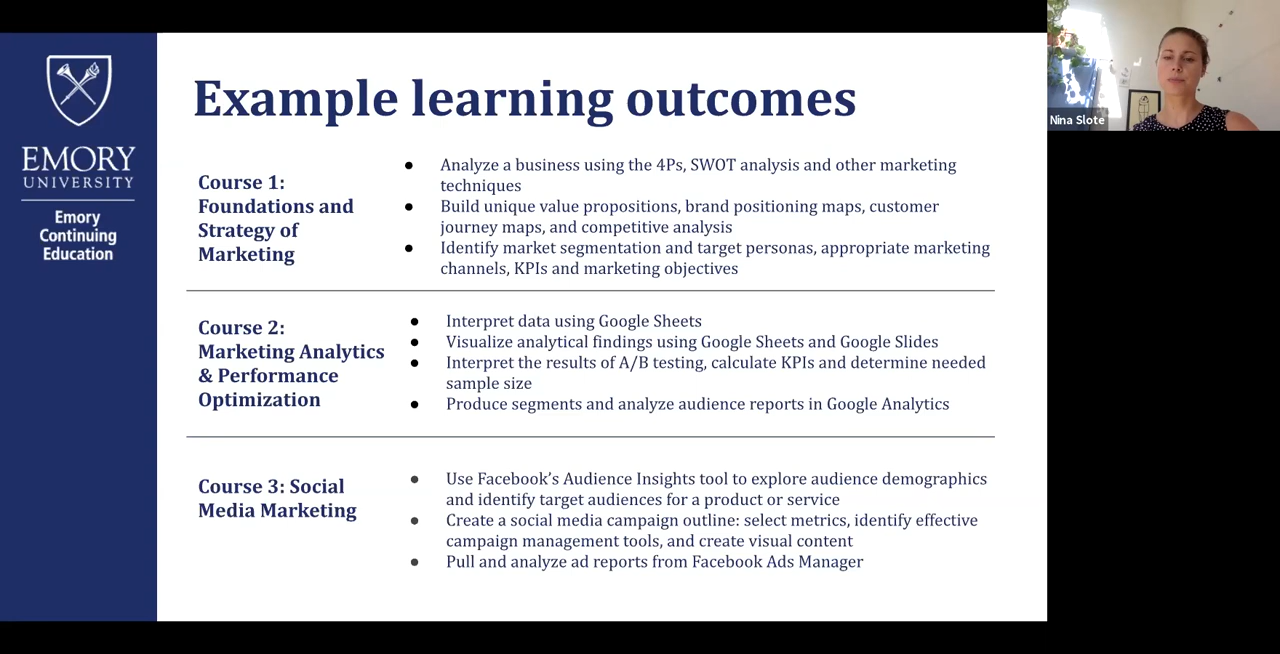 EMORY
UNIVERSITY
Emory
Continuing
Education
Example learning outcomes
Course 1:
Foundations and
Strategy of
Marketing
● Analyze a business using the 4Ps, SWOT analysis and other marketing
techniques
● Build unique value propositions, brand positioning maps, customer
journey maps, and competitive analysis
● Identify market segmentation and target personas, appropriate marketing
channels, KPIs and marketing objectives
Course 2:
Marketing Analytics
& Performance
Optimization
● Interpret data using Google Sheets
● Visualize analytical findings using Google Sheets and Google Slides
● Interpret the results of A/B testing, calculate KPIs and determine needed
sample size
● Produce segments and analyze audience reports in Google Analytics
Course 3: Social
Media Marketing
● Use Facebook’s Audience Insights tool to explore audience demographics
and identify target audiences for a product or service
● Create a social media campaign outline: select metrics, identify effective
campaign management tools, and create visual content
● Pull and analyze ad reports from Facebook Ads Manager
Nina Slote